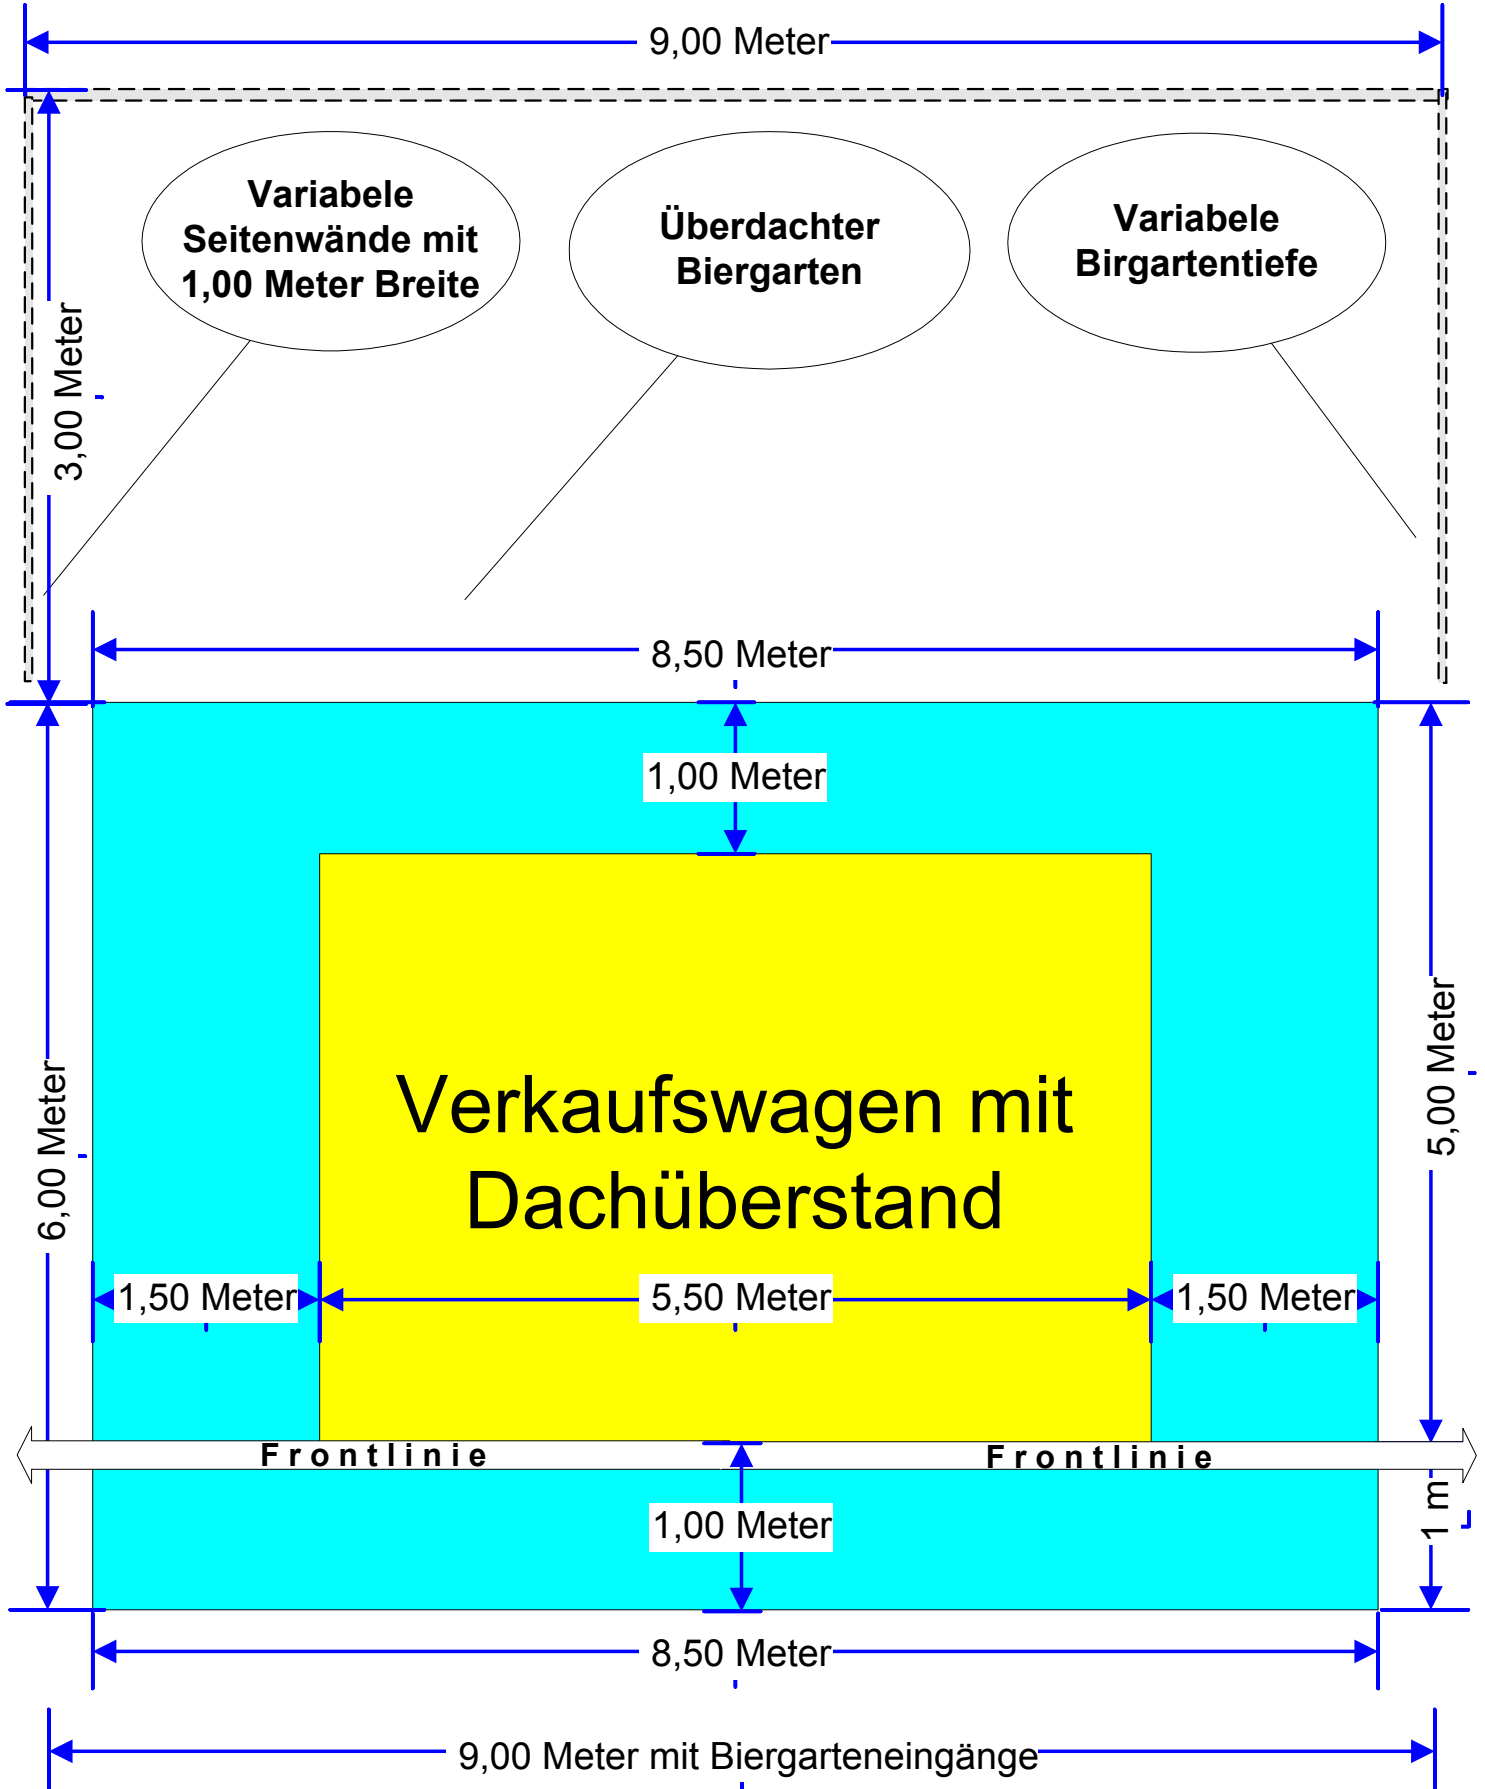 9,00 Meter
Variabele
Seitenwände mit
1,00 Meter Breite
Überdachter
Biergarten
Variabele
Birgartentiefe
3,00 Meter
8,50 Meter
1,00 Meter
6,00 Meter
5,00 Meter
Verkaufswagen mit
Dachüberstand
1,50 Meter
5,50 Meter
1,50 Meter
Frontlinie
Frontlinie
1,00 Meter
1 m
8,50 Meter
9,00 Meter mit Biergarteneingänge